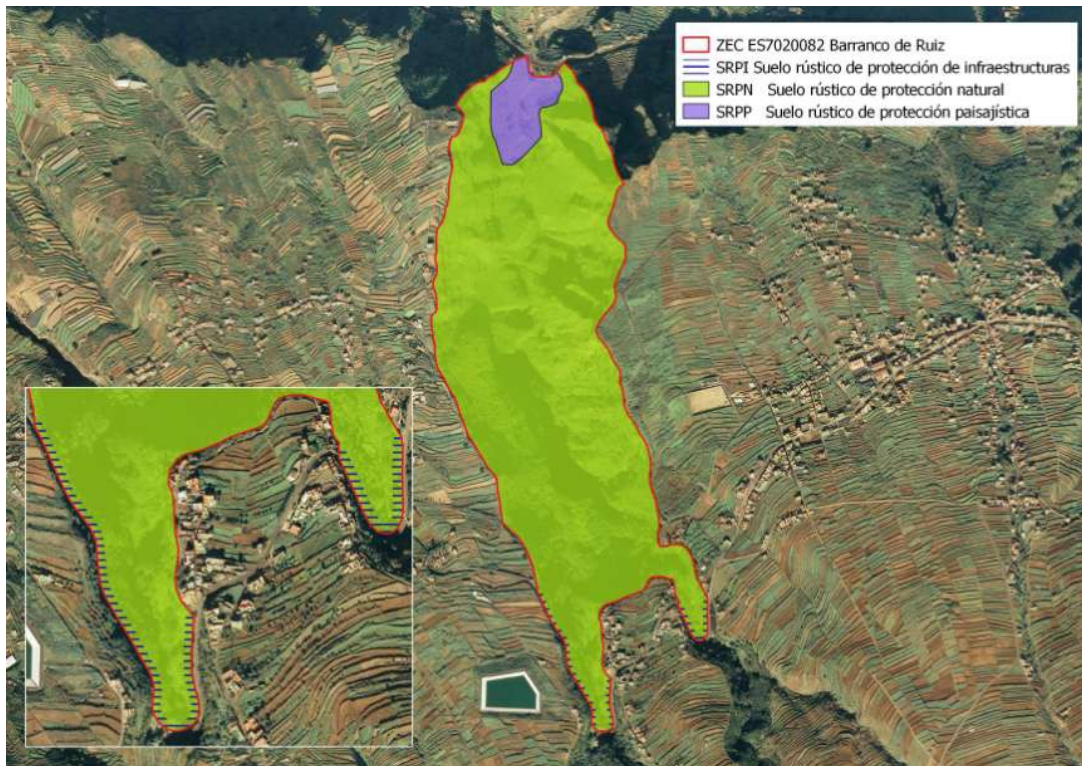 ZEC ES7020082 Barranco de Ruiz
SRPI Suelo rústico de protección de infraestructuras
SRPN Suelo rústico de protección natural
SRPP Suelo rústico de protección paisajística